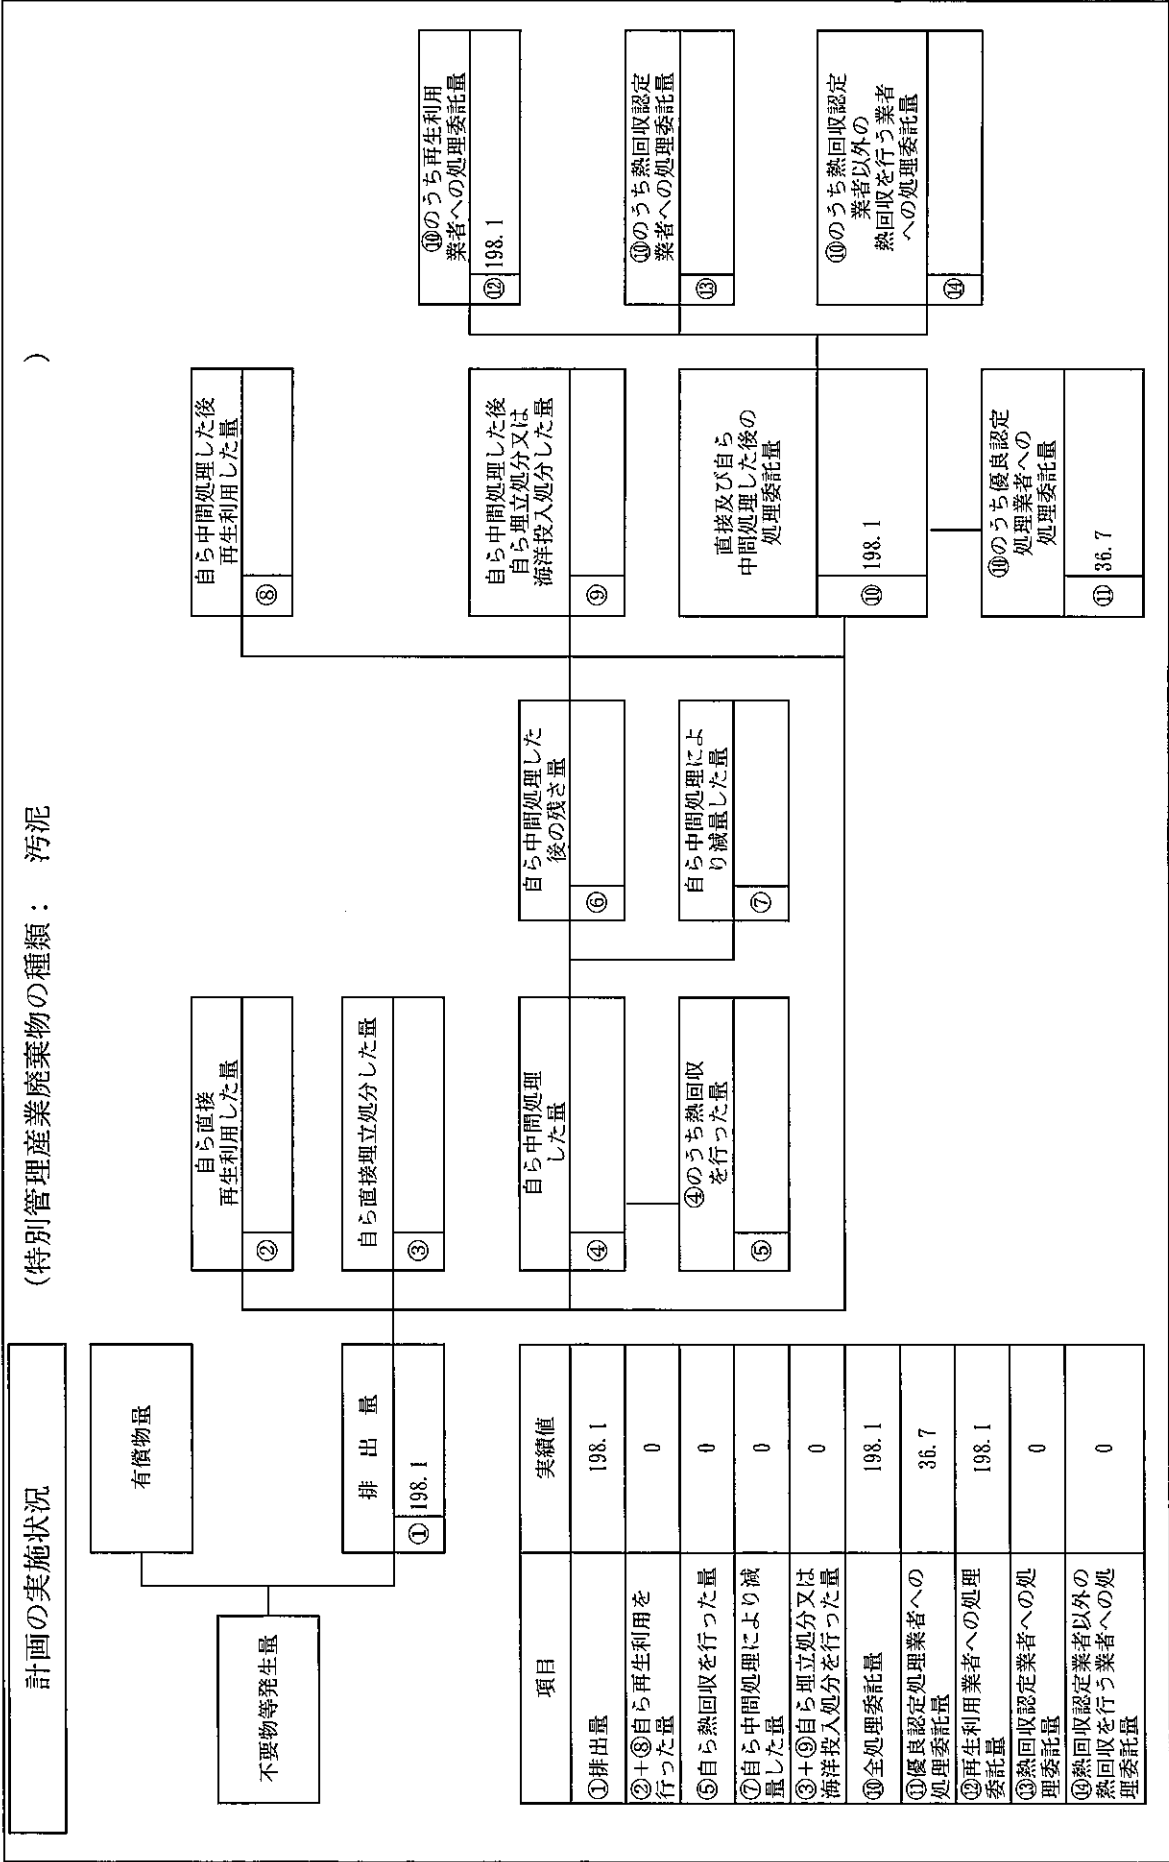 計画の実施状況
(特別管理産業廃棄物の種類： 汚泥 )
不要物等発生量
有償物量
排 出 量
① 198.1
自ら直接
再生利用した量
②
自ら直接埋立処分した量
③
自ら中間処理
した量
④
④のうち熱回収
を行った量
⑤
自ら中間処理した
後の残さ量
⑥
自ら中間処理によ
り減量した量
⑦
自ら中間処理した後
再生利用した量
⑧
自ら中間処理した後
自ら埋立処分又は
海洋投入処分した量
⑨
直接及び自ら
中間処理した後の
処理委託量
⑩ 198.1
⑩のうち優良認定
処理業者への
処理委託量
⑪ 36.7
⑩のうち再生利用
業者への処理委託量
⑫ 198.1
⑩のうち熱回収認定
業者への処理委託量
⑬
⑩のうち熱回収認定
業者以外の
熱回収を行う業者
への処理委託量
⑭
項目 実績値
①排出量 198.1
②+⑧自ら再生利用を
行った量 0
⑤自ら熱回収を行った量 0
⑦自ら中間処理により減
量した量 0
③+⑨自ら埋立処分又は
海洋投入処分を行った量 0
⑩全処理委託量 198.1
⑪優良認定処理業者への
処理委託量 36.7
⑫再生利用業者への処理
委託量 198.1
⑬熱回収認定業者への処
理委託量 0
⑭熱回収認定業者以外の
熱回収を行う業者への処
理委託量 0